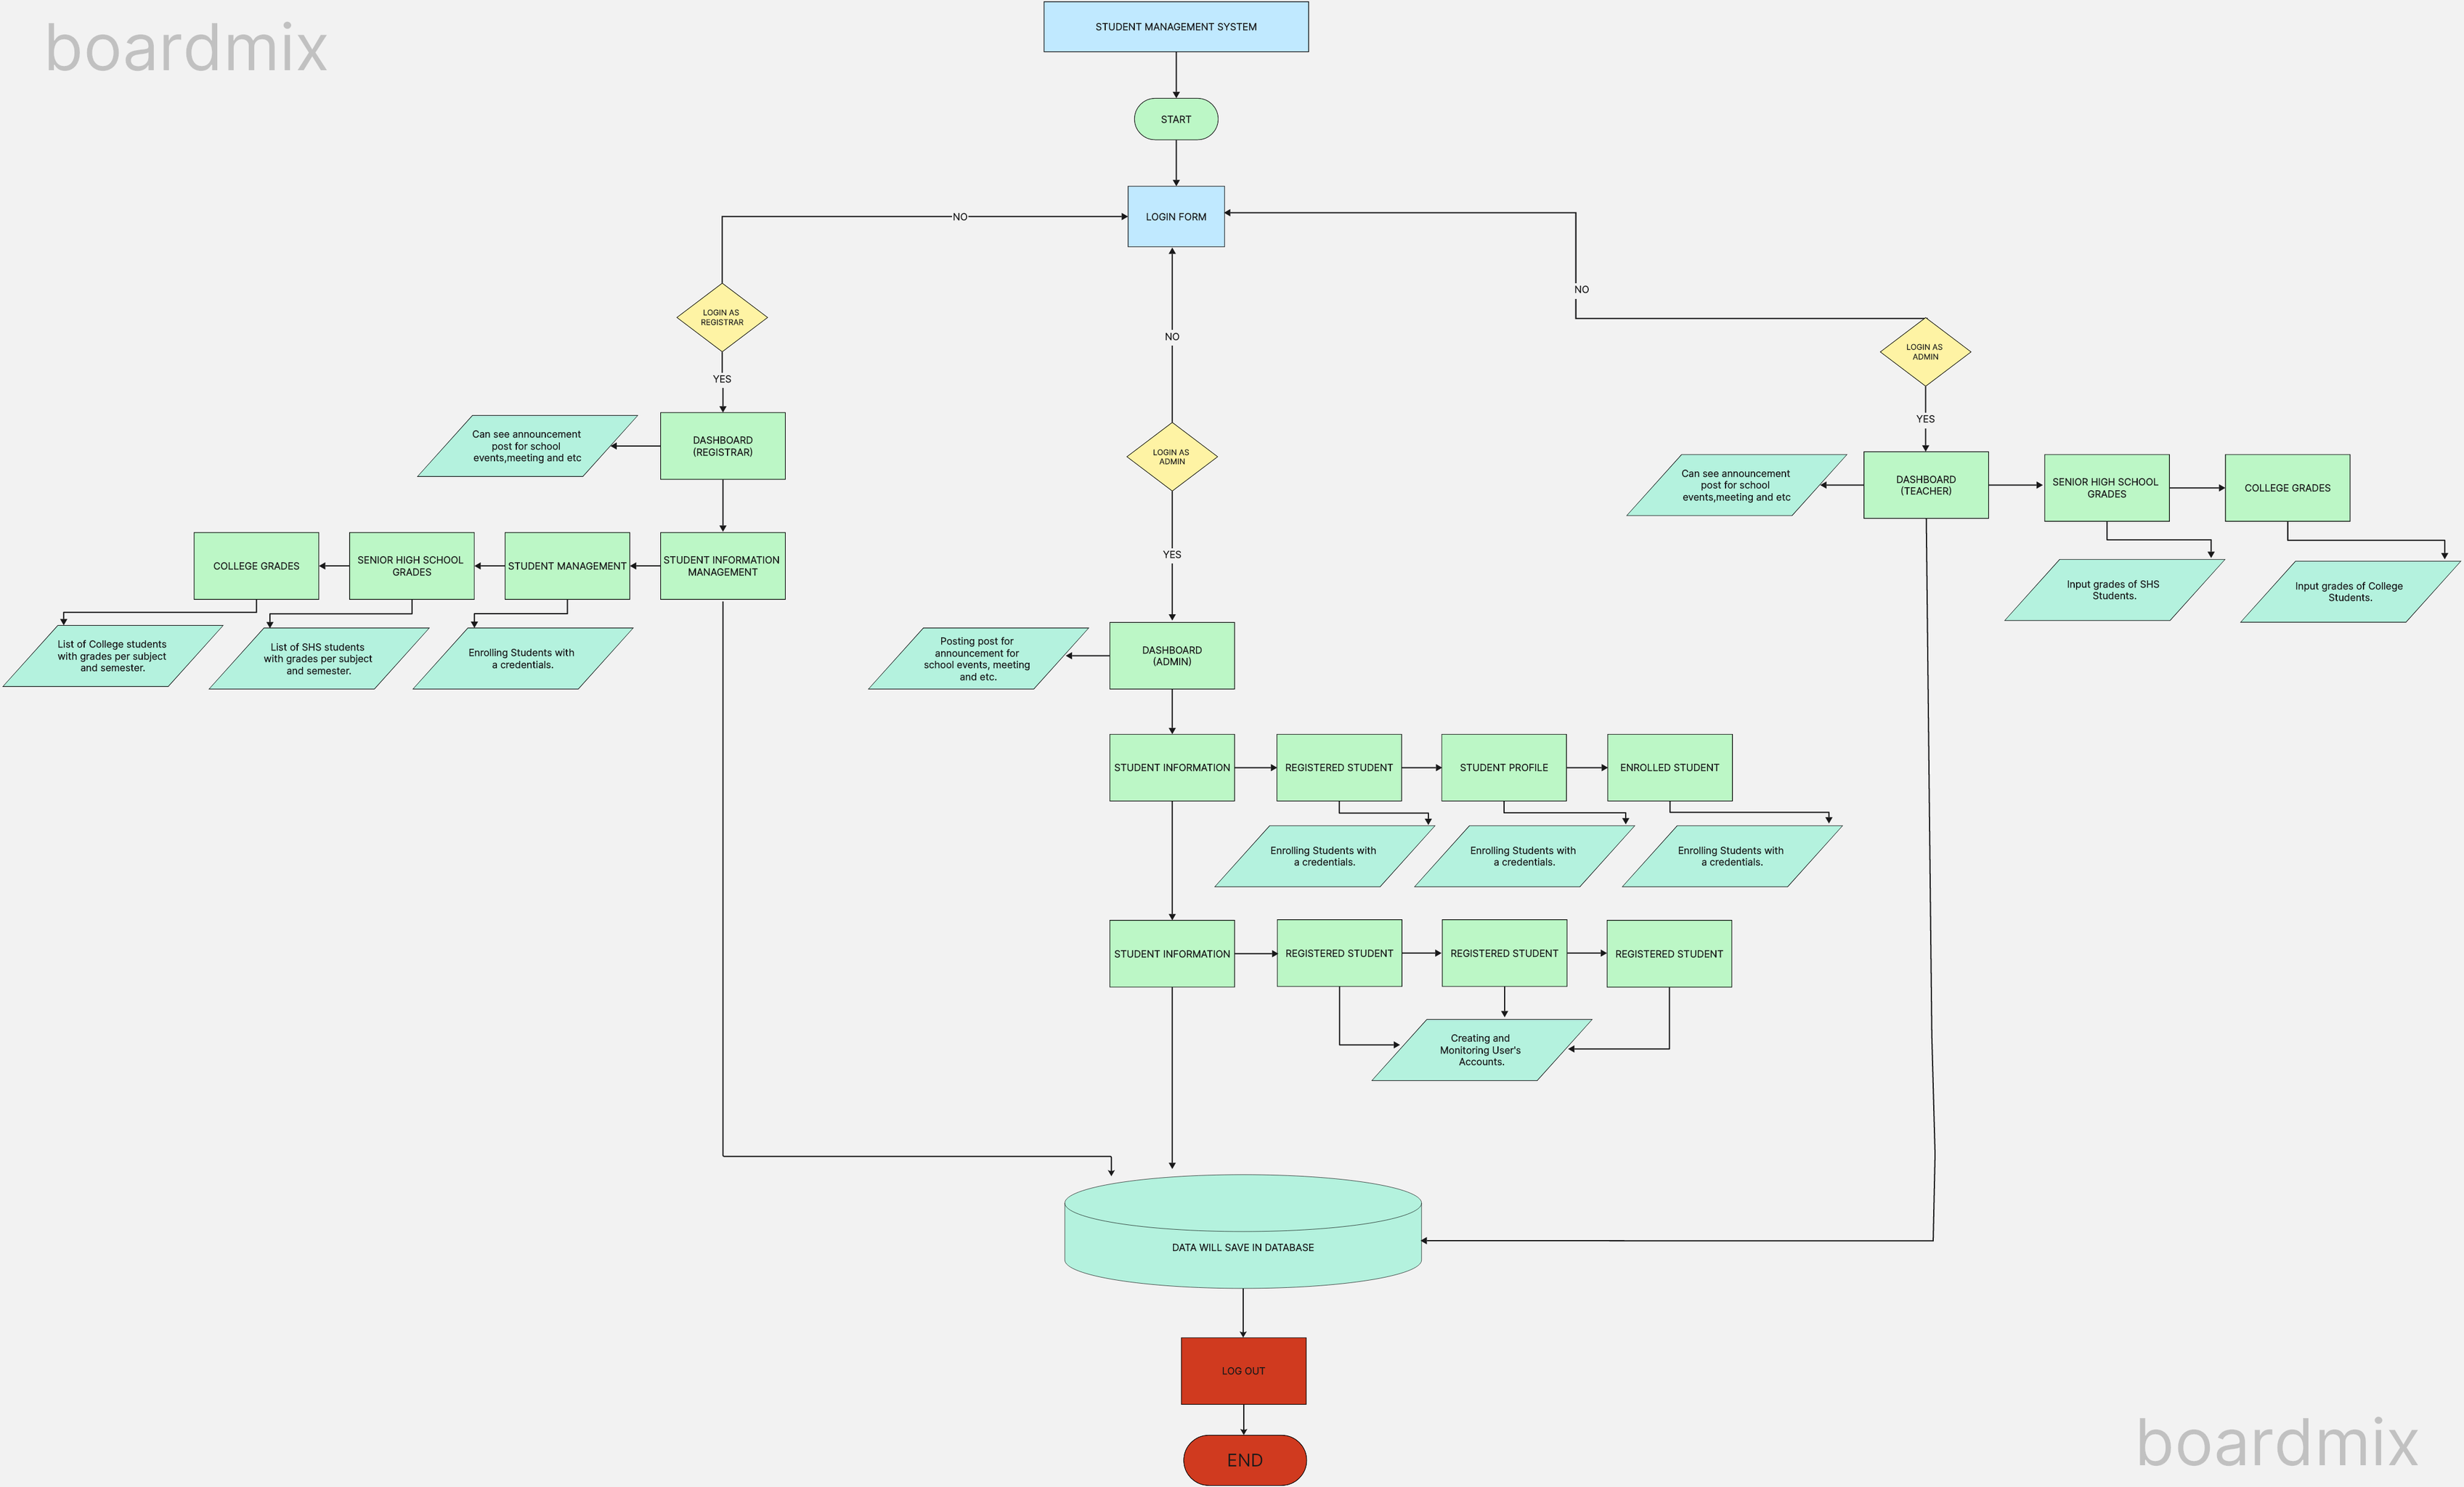 boardmix
STUDENT MANAGEMENT SYSTEM
START
LOGIN FORM
NO
NO
NO
LOGIN AS
REGISTRAR
YES
LOGIN AS
ADMIN
YES
LOGIN AS
ADMIN
YES
Can see announcement
post for school
events,meeting and etc
DASHBOARD
(REGISTRAR)
COLLEGE GRADES
SENIOR HIGH SCHOOL
GRADES
STUDENT MANAGEMENT
STUDENT INFORMATION
MANAGEMENT
List of College students
with grades per subject
and semester.
List of SHS students
with grades per subject
and semester.
Enrolling Students with
a credentials.
Can see announcement
post for school
events,meeting and etc
DASHBOARD
(TEACHER)
SENIOR HIGH SCHOOL
GRADES
COLLEGE GRADES
Input grades of SHS
Students.
Input grades of College
Students.
Posting post for
announcement for
school events, meeting
and etc.
DASHBOARD
(ADMIN)
STUDENT INFORMATION
REGISTERED STUDENT
STUDENT PROFILE
ENROLLED STUDENT
Enrolling Students with
a credentials.
Enrolling Students with
a credentials.
Enrolling Students with
a credentials.
STUDENT INFORMATION
REGISTERED STUDENT
REGISTERED STUDENT
REGISTERED STUDENT
Creating and
Monitoring User's
Accounts.
DATA WILL SAVE IN DATABASE
LOG OUT
END
boardmix